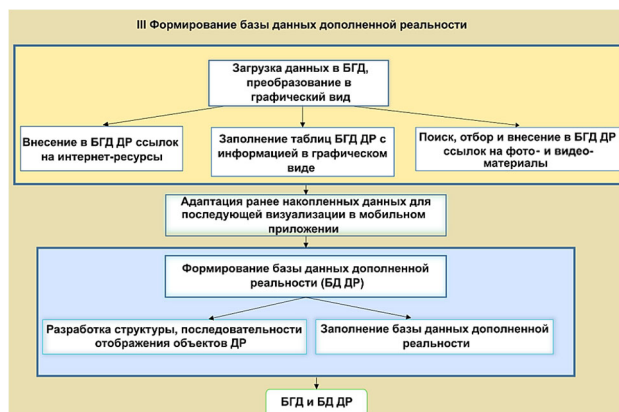 III Формирование базы данных дополненной реальности
Загрузка данных в БГД,
преобразование в
графический вид
Внесение в БГД ДР ссылок
на интернет-ресурсы
Заполнение таблиц БГД ДР с
информацией в графическом
виде
Поиск, отбор и внесение в БГД ДР
ссылок на фото- и видео-
материалы
Адаптация ранее накопленных данных для
последующей визуализации в мобильном
приложении
Формирование базы данных дополненной
реальности (БД ДР)
Разработка структуры, последовательности
отображения объектов ДР
Заполнение базы данных дополненной
реальности
БГД и БД ДР